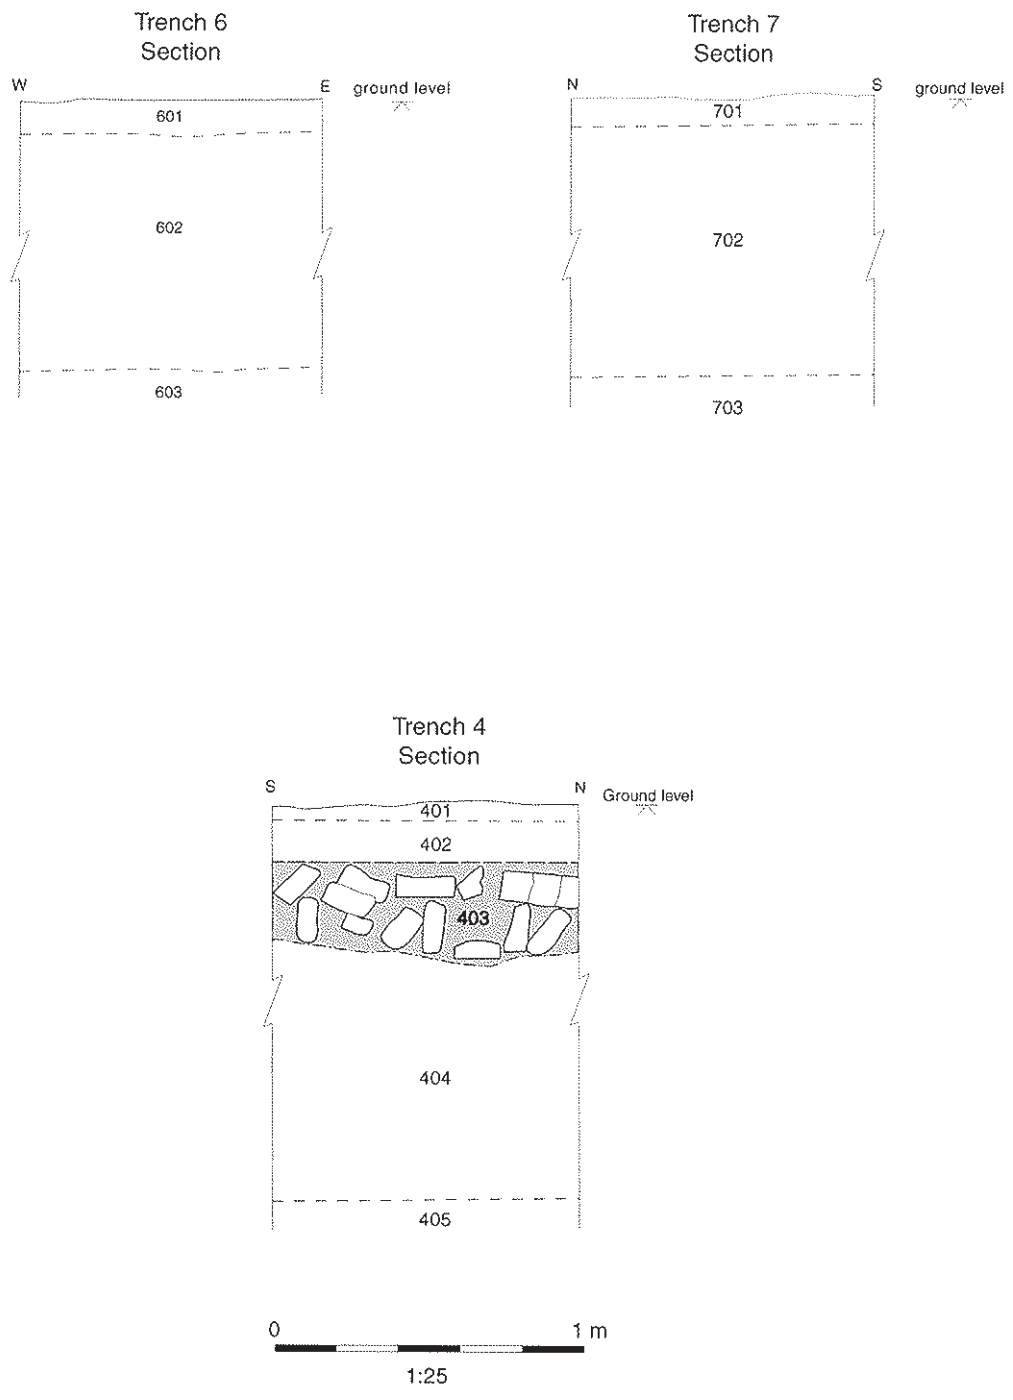 Trench 6
Section
W E ground level
601
602
603
Trench 7
Section
N S ground level
701
702
703
Trench 4
Section
S N Ground level
401
402
403
404
405
0 1 m
1:25